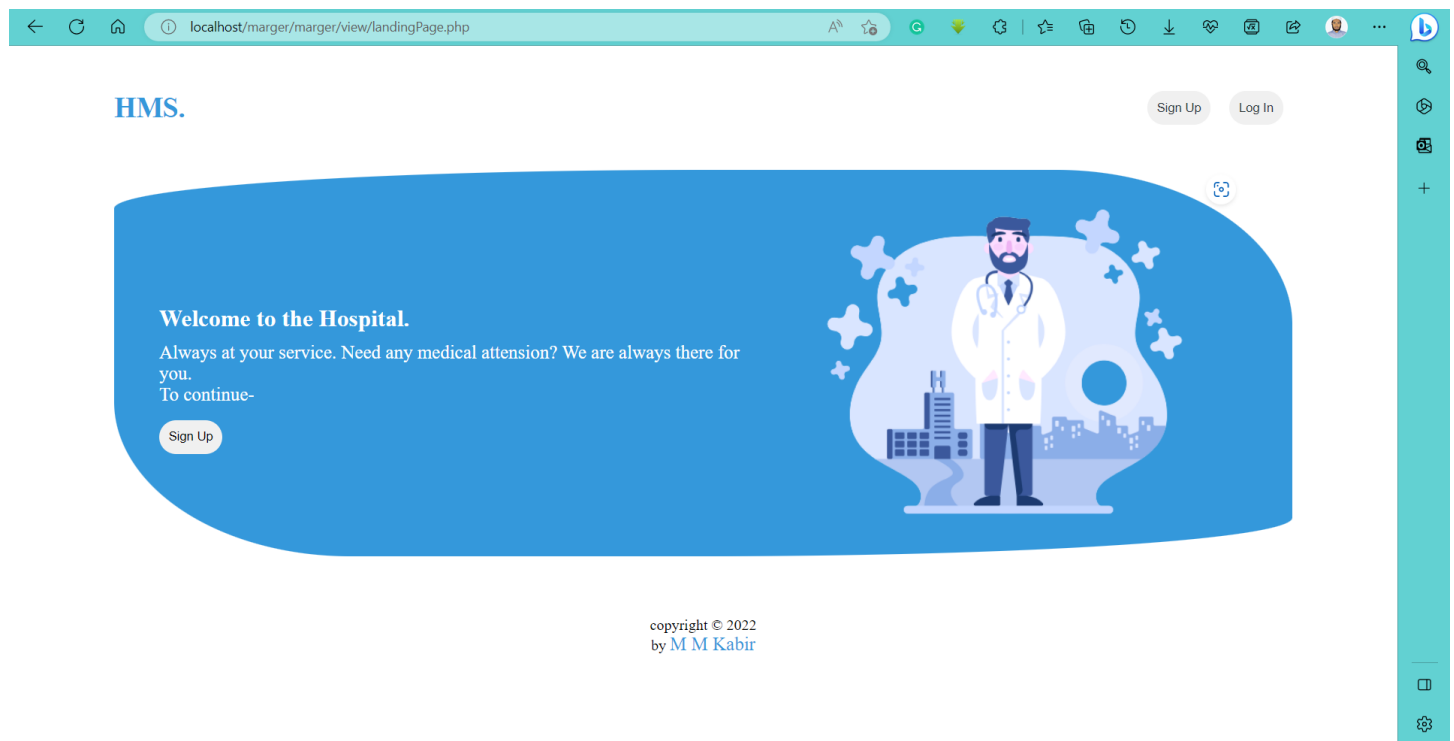 localhost/marger/marger/view/landingPage.php
HMS.
Sign Up
Log In
Welcome to the Hospital.
Always at your service. Need any medical attension? We are always there for
you.
To continue-
Sign Up
copyright © 2022
by M M Kabir